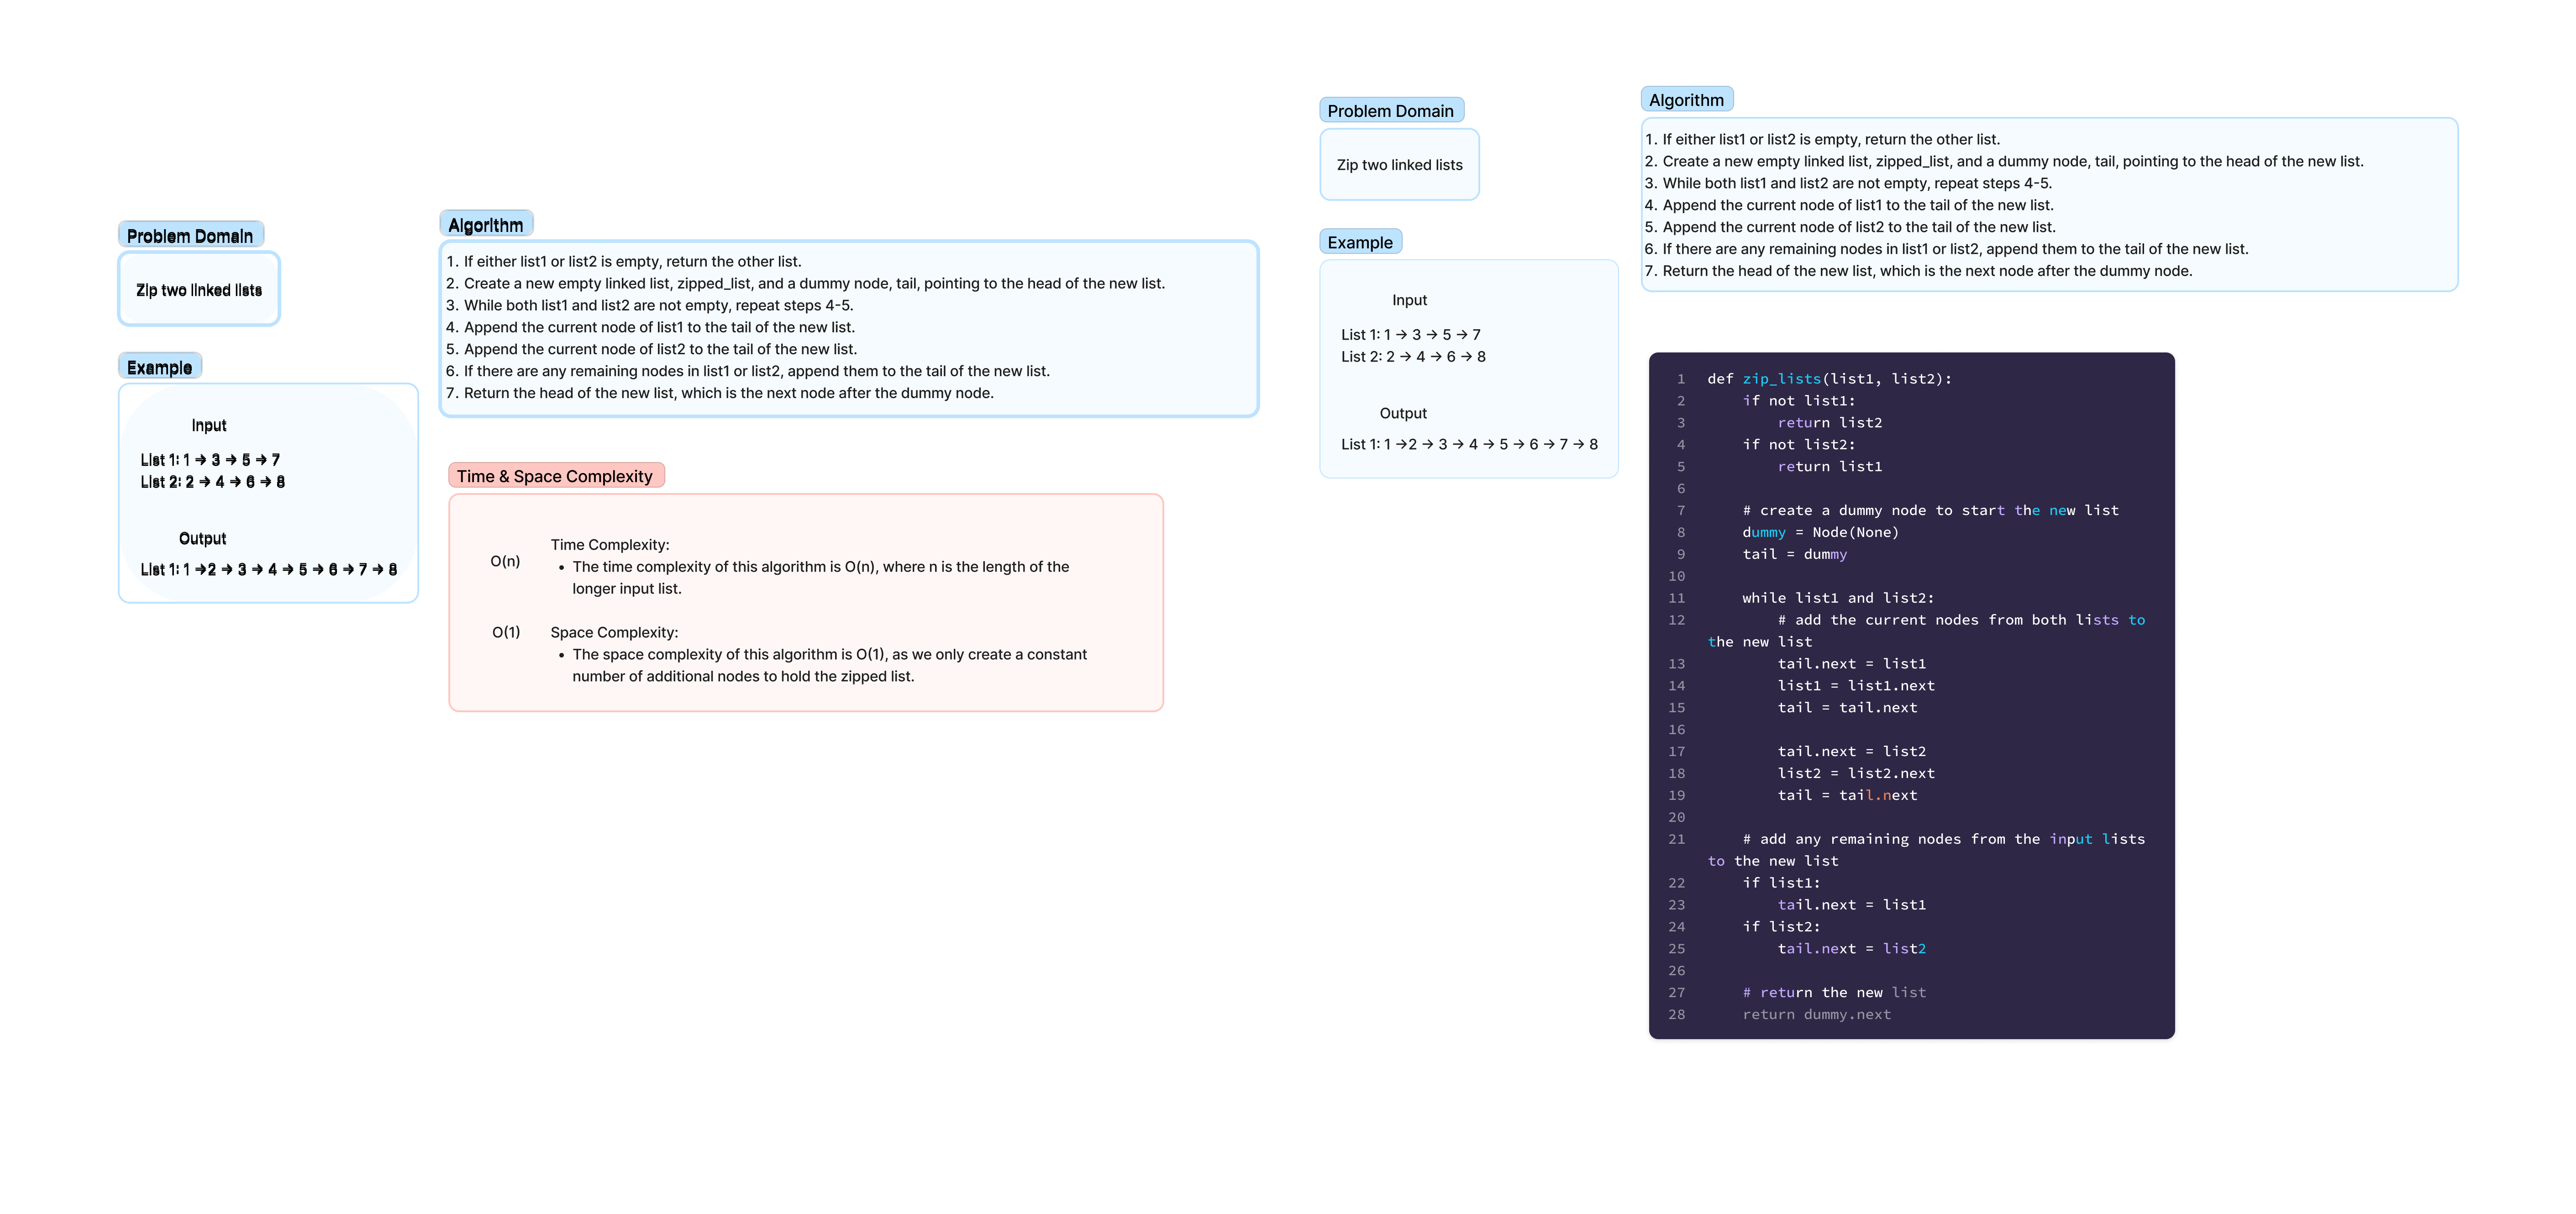 Problem Domain
Zip two linked lists
Example
Input
List 1: 1 → 3 → 5 → 7
List 2: 2 → 4 → 6 → 8
Output
List 1: 1 →2 → 3 → 4 → 5 → 6 → 7 → 8
Algorithm
1. If either list1 or list2 is empty, return the other list.
2. Create a new empty linked list, zipped_list, and a dummy node, tail, pointing to the head of the new list.
3. While both list1 and list2 are not empty, repeat steps 4-5.
4. Append the current node of list1 to the tail of the new list.
5. Append the current node of list2 to the tail of the new list.
6. If there are any remaining nodes in list1 or list2, append them to the tail of the new list.
7. Return the head of the new list, which is the next node after the dummy node.
Time & Space Complexity
O(n)
Time Complexity:
• The time complexity of this algorithm is O(n), where n is the length of the
longer input list.
O(1)
Space Complexity:
• The space complexity of this algorithm is O(1), as we only create a constant
number of additional nodes to hold the zipped list.
Problem Domain
Zip two linked lists
Example
Input
List 1: 1 → 3 → 5 → 7
List 2: 2 → 4 → 6 → 8
Output
List 1: 1 →2 → 3 → 4 → 5 → 6 → 7 → 8
Algorithm
1. If either list1 or list2 is empty, return the other list.
2. Create a new empty linked list, zipped_list, and a dummy node, tail, pointing to the head of the new list.
3. While both list1 and list2 are not empty, repeat steps 4-5.
4. Append the current node of list1 to the tail of the new list.
5. Append the current node of list2 to the tail of the new list.
6. If there are any remaining nodes in list1 or list2, append them to the tail of the new list.
7. Return the head of the new list, which is the next node after the dummy node.
1 def zip_lists(list1, list2):
2     if not list1:
3         return list2
4     if not list2:
5         return list1
6
7     # create a dummy node to start the new list
8     dummy = Node(None)
9     tail = dummy
10
11     while list1 and list2:
12         # add the current nodes from both lists to
the new list
13         tail.next = list1
14         list1 = list1.next
15         tail = tail.next
16
17         tail.next = list2
18         list2 = list2.next
19         tail = tail.next
20
21     # add any remaining nodes from the input lists
to the new list
22     if list1:
23         tail.next = list1
24     if list2:
25         tail.next = list2
26
27     # return the new list
28     return dummy.next